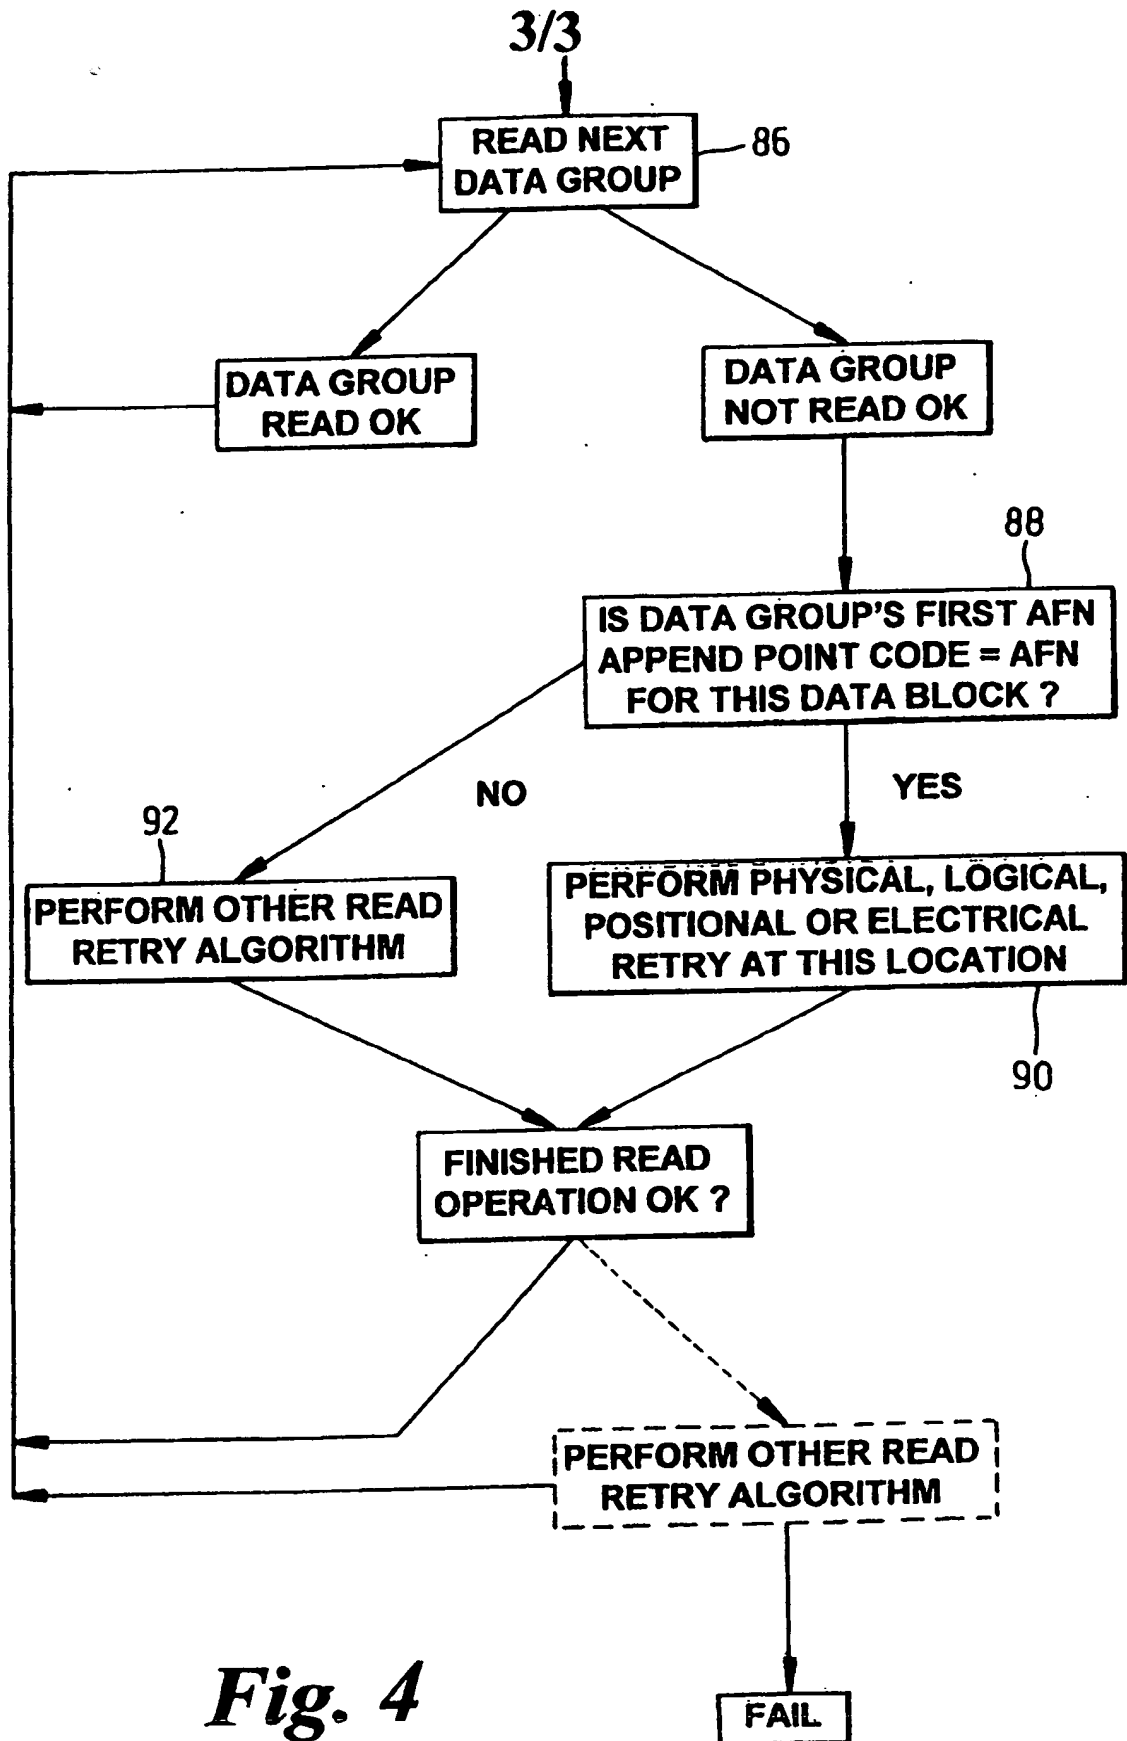 3/3
READ NEXT
DATA GROUP
86
DATA GROUP
READ OK
DATA GROUP
NOT READ OK
88
IS DATA GROUP'S FIRST AFN
APPEND POINT CODE = AFN
FOR THIS DATA BLOCK ?
NO
YES
92
PERFORM OTHER READ
RETRY ALGORITHM
PERFORM PHYSICAL, LOGICAL,
POSITIONAL OR ELECTRICAL
RETRY AT THIS LOCATION
90
FINISHED READ
OPERATION OK ?
PERFORM OTHER READ
RETRY ALGORITHM
FAIL
Fig. 4